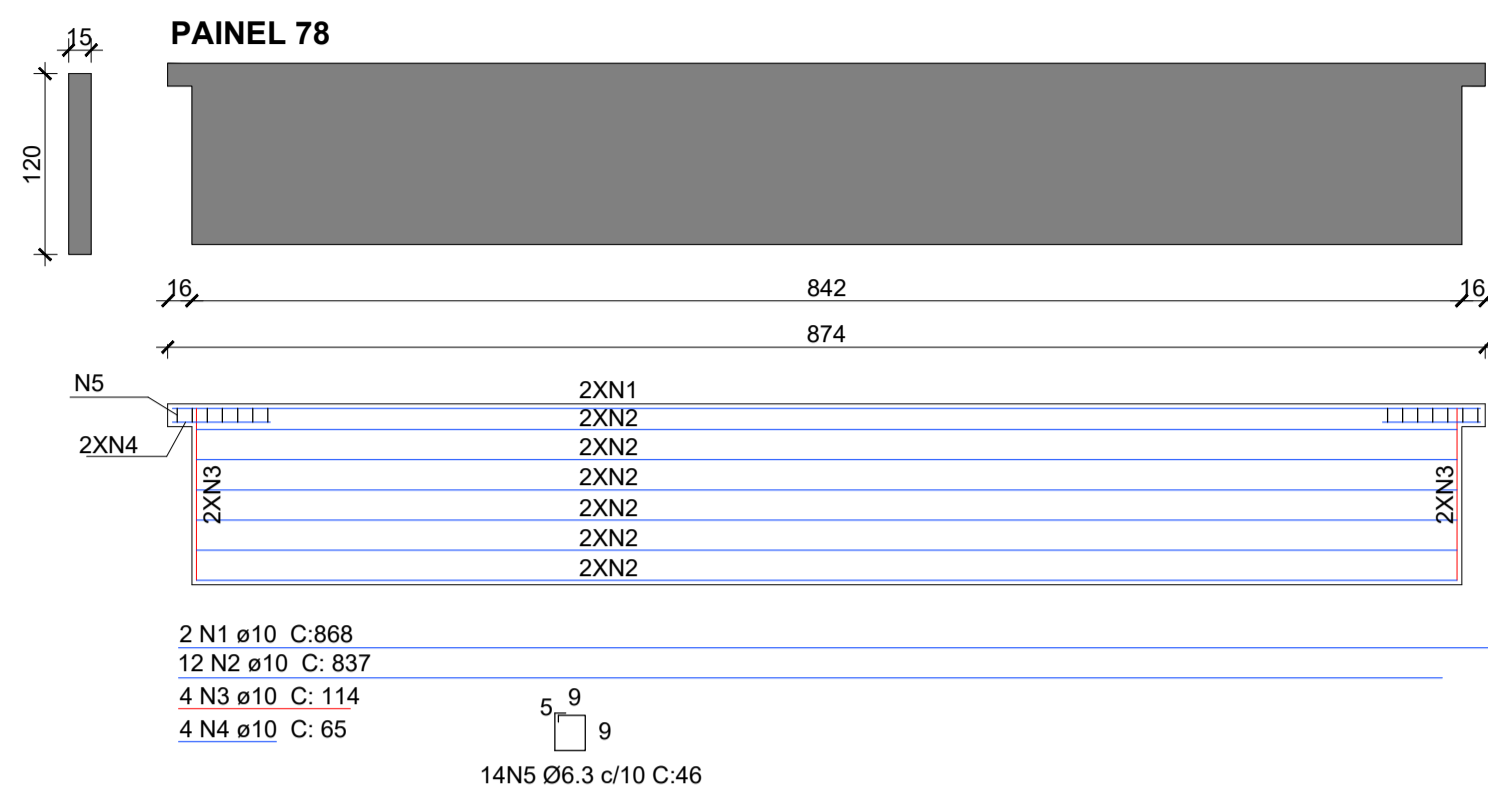 PAINEL 78
15
120
16
842
16
874
N5
2XN1
2XN2
2XN4
2XN2
2XN3
2XN2
2XN3
2XN2
2XN2
2XN2
2 N1 ø10 C:868
12 N2 ø10 C: 837
4 N3 ø10 C: 114
4 N4 ø10 C: 65
5
9
9
14N5 Ø6.3 c/10 C:46